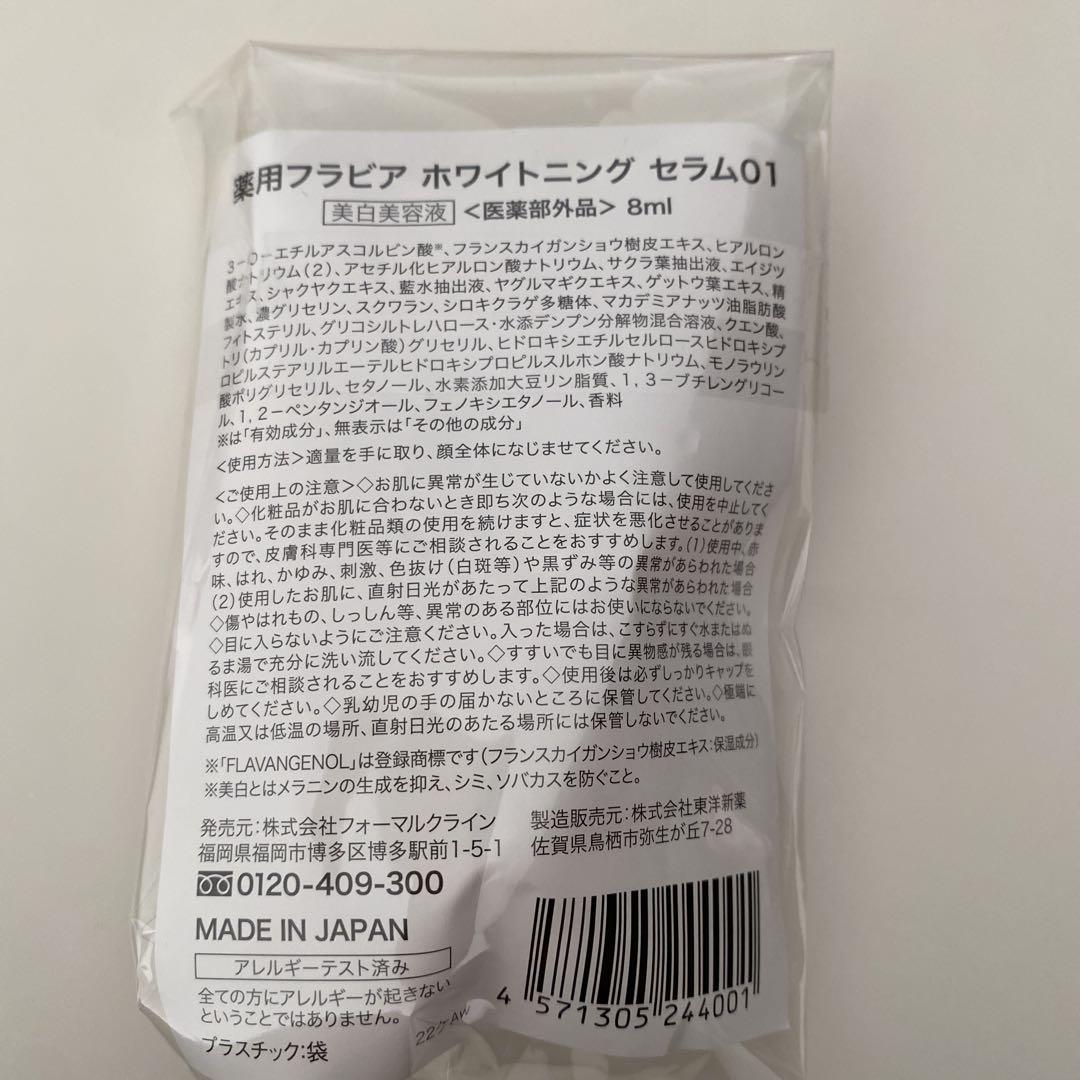 薬用フラビア ホワイトニング セラム01
美白美容液 <医薬部外品> 8ml
3-O-エチルアスコルビン酸※、フランスカイガンショウ樹皮エキス、ヒアルロン
酸ナトリウム(2)、アセチル化ヒアルロン酸ナトリウム、サクラ葉抽出液、エイジツ
エキス、シャクヤクエキス、藍水抽出液、ヤグルマギクエキス、ゲットウ葉エキス、精
製水、濃グリセリン、スクワラン、シロキクラゲ多糖体、マカデミアナッツ油脂肪酸
フィトステリル、グリコシルトレハロース・水添デンプン分解物混合溶液、クエン酸、
トリ(カプリル・カプリン酸)グリセリル、ヒドロキシエチルセルロースヒドロキシプ
ロピルステアリルエーテルヒドロキシプロピルスルホン酸ナトリウム、モノラウリン
酸ポリグリセリル、セタノール、水素添加大豆リン脂質、1,3-ブチレングリコー
ル、1,2-ペンタンジオール、フェノキシエタノール、香料
※は「有効成分」、無表示は「その他の成分」
<使用方法>適量を手に取り、顔全体になじませてください。
<ご使用上の注意>◇お肌に異常が生じていないかよく注意して使用してくださ
い。◇化粧品がお肌に合わないとき即ち次のような場合には、使用を中止してく
ださい。そのまま化粧品類の使用を続けますと、症状を悪化させることがありま
すので、皮膚科専門医等にご相談されることをおすすめします。(1)使用中、赤
味、はれ、かゆみ、刺激、色抜け(白斑等)や黒ずみ等の異常があらわれた場合
(2)使用したお肌に、直射日光があたって上記のような異常があらわれた場合
◇傷やはれもの、しっしん等、異常のある部位にはお使いにならないでください。
◇目に入らないようにご注意ください。入った場合は、こすらずにすぐ水またはぬ
るま湯で充分に洗い流してください。◇すすいでも目に異物感が残る場合は、眼
科医にご相談されることをおすすめします。◇使用後は必ずしっかりキャップを
しめてください。◇乳幼児の手の届かないところに保管してください。◇極端に
高温又は低温の場所、直射日光のあたる場所には保管しないでください。
※「FLAVANGENOL」は登録商標です(フランスカイガンショウ樹皮エキス:保湿成分)
※美白とはメラニンの生成を抑え、シミ、ソバカスを防ぐこと。
発売元:株式会社フォーマルクライン
福岡県福岡市博多区博多駅前1-5-1
0120-409-300
製造販売元:株式会社東洋新薬
佐賀県鳥栖市弥生が丘7-28
MADE IN JAPAN
アレルギーテスト済み
全ての方にアレルギーが起きない
ということではありません。
プラスチック:袋
22ケAW
4 571305 244001